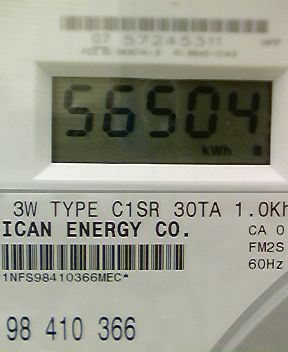 07 57245311
56504
kWh
3W TYPE C1SR 30TA 1.0Kh
ICAN ENERGY CO.
CA 0
FM2S
60Hz
1NFS98410366MEC*
98 410 366